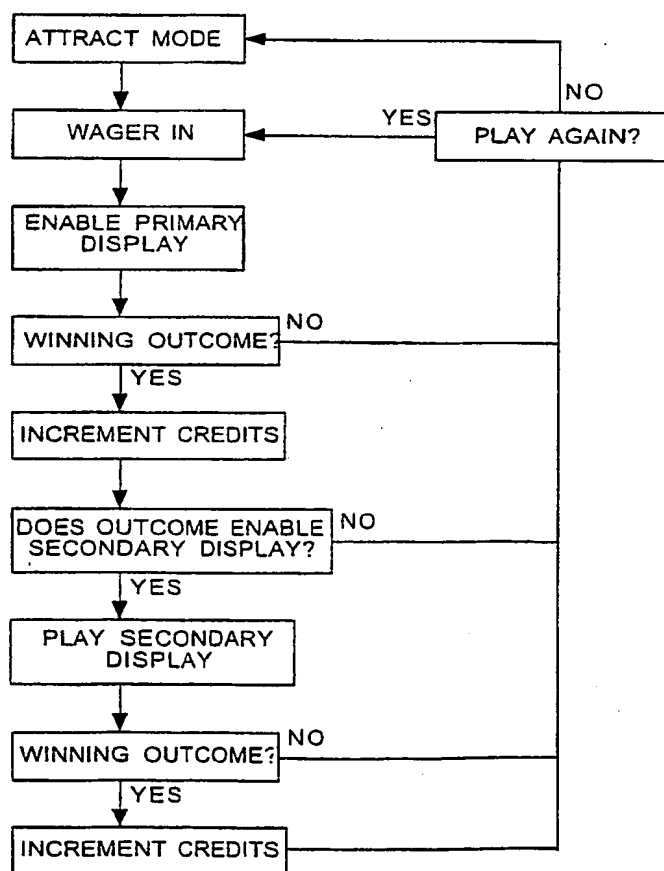 ATTRACT MODE
NO
WAGER IN
YES
PLAY AGAIN?
ENABLE PRIMARY
DISPLAY
WINNING OUTCOME?
NO
YES
INCREMENT CREDITS
DOES OUTCOME ENABLE
SECONDARY DISPLAY?
NO
YES
PLAY SECONDARY
DISPLAY
WINNING OUTCOME?
NO
YES
INCREMENT CREDITS